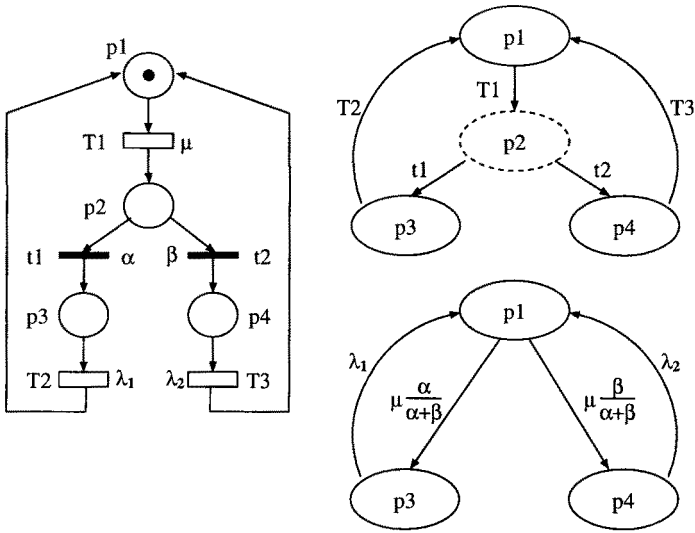 p1
T1 μ
p2
t1 α β t2
p3 p4
T2 λ1 λ2 T3
p1
T2 T1 T3
p2
t1 t2
p3 p4
p1
λ1 λ2
μ α/α+β μ β/α+β
p3 p4